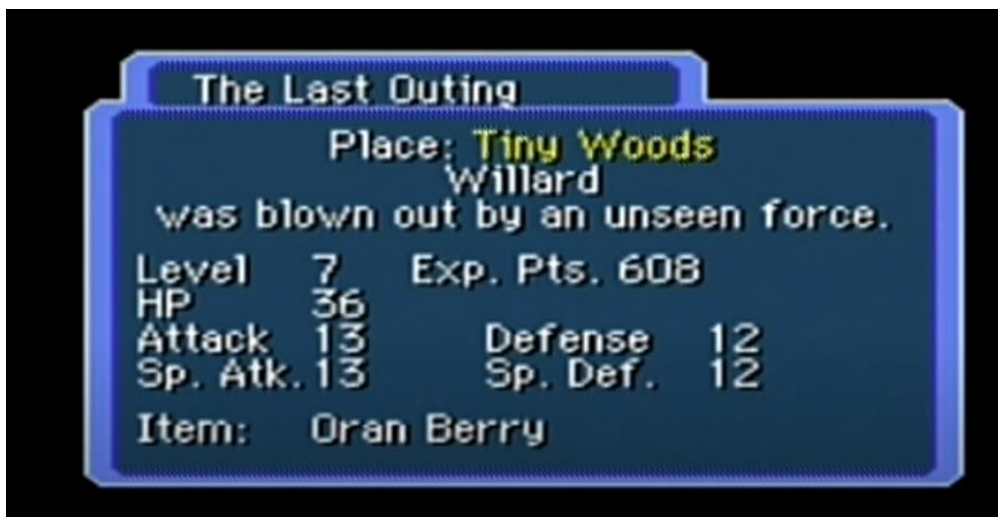 The Last Outing
Place: Tiny Woods
Willard
was blown out by an unseen force.
Level 7 Exp. Pts. 608
HP 36
Attack 13 Defense 12
Sp. Atk. 13 Sp. Def. 12
Item: Oran Berry